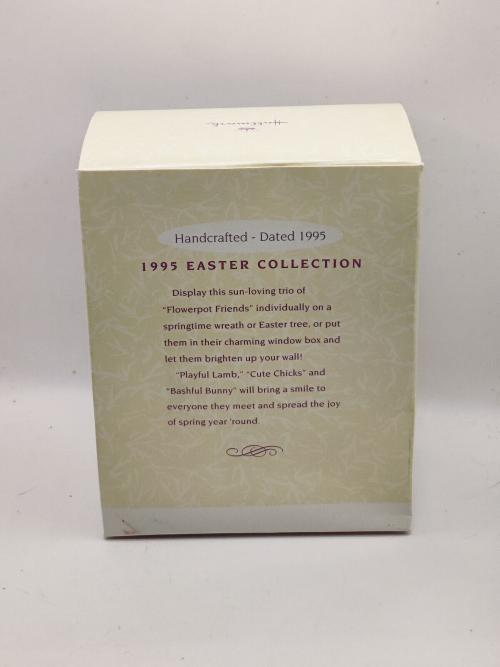 Hallmark
Handcrafted - Dated 1995
1995 EASTER COLLECTION
Display this sun-loving trio of
"Flowerpot Friends" individually on a
springtime wreath or Easter tree, or put
them in their charming window box and
let them brighten up your wall!
"Playful Lamb," "Cute Chicks" and
"Bashful Bunny" will bring a smile to
everyone they meet and spread the joy
of spring year 'round.